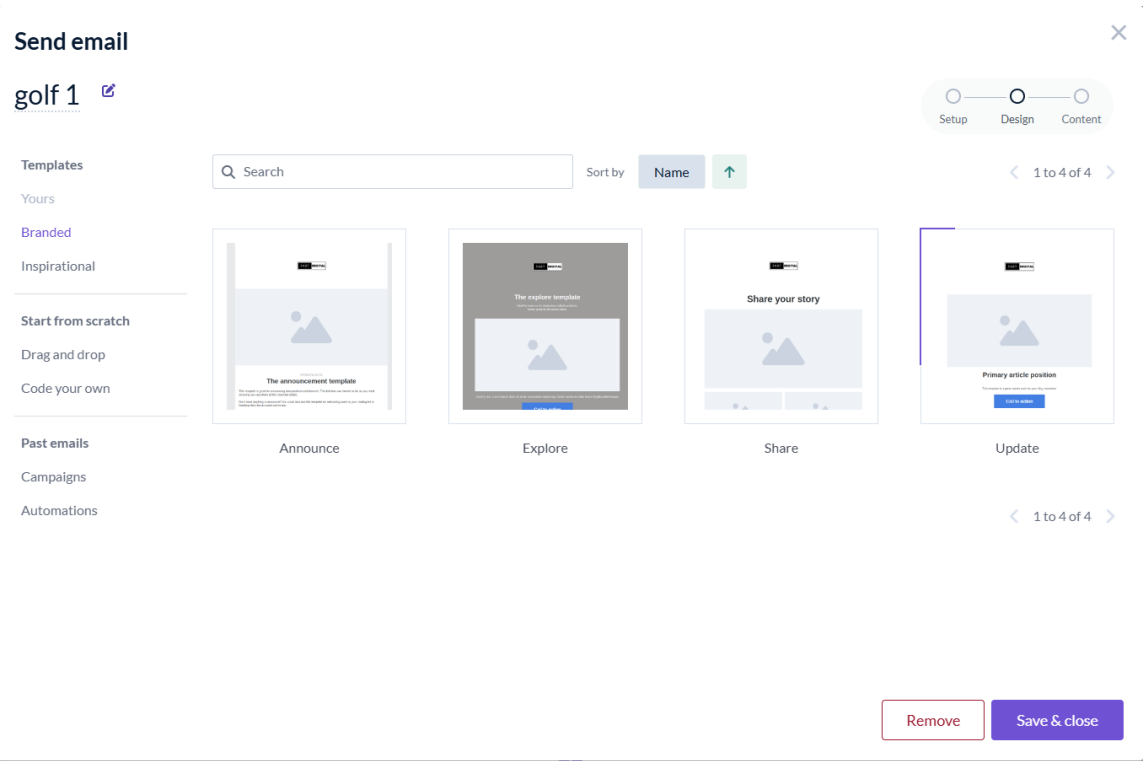 Send email
golf 1
Setup
Design
Content
Templates
Yours
Branded
Inspirational
Start from scratch
Drag and drop
Code your own
Past emails
Campaigns
Automations
Search
Sort by
Name
1 to 4 of 4
The announcement template
Announce
The explore template
Call to action
Explore
Share your story
Share
Primary article position
Call to action
Update
1 to 4 of 4
Remove
Save & close